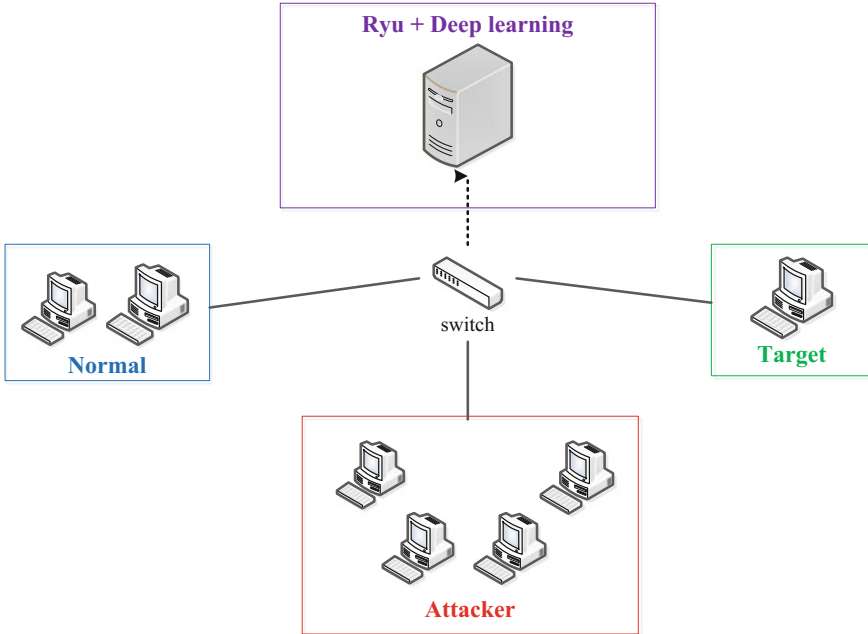 Ryu + Deep learning
switch
Normal
Target
Attacker